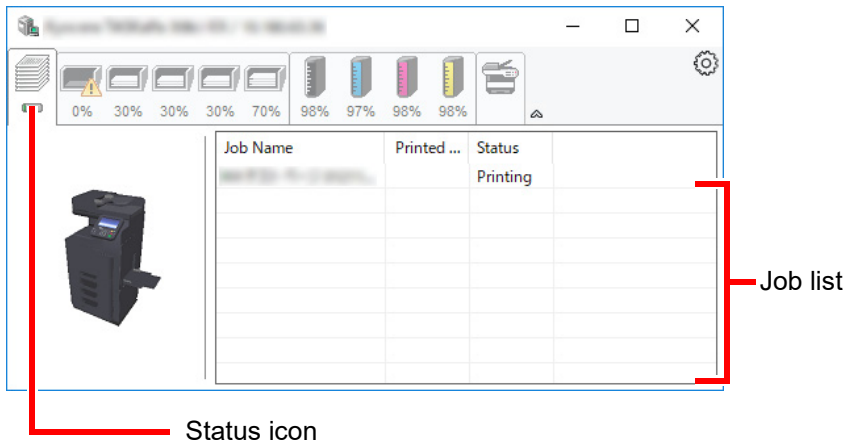 0% 30% 30% 30% 70% 98% 97% 98% 98%
Job Name Printed ... Status
Printing
Job list
Status icon